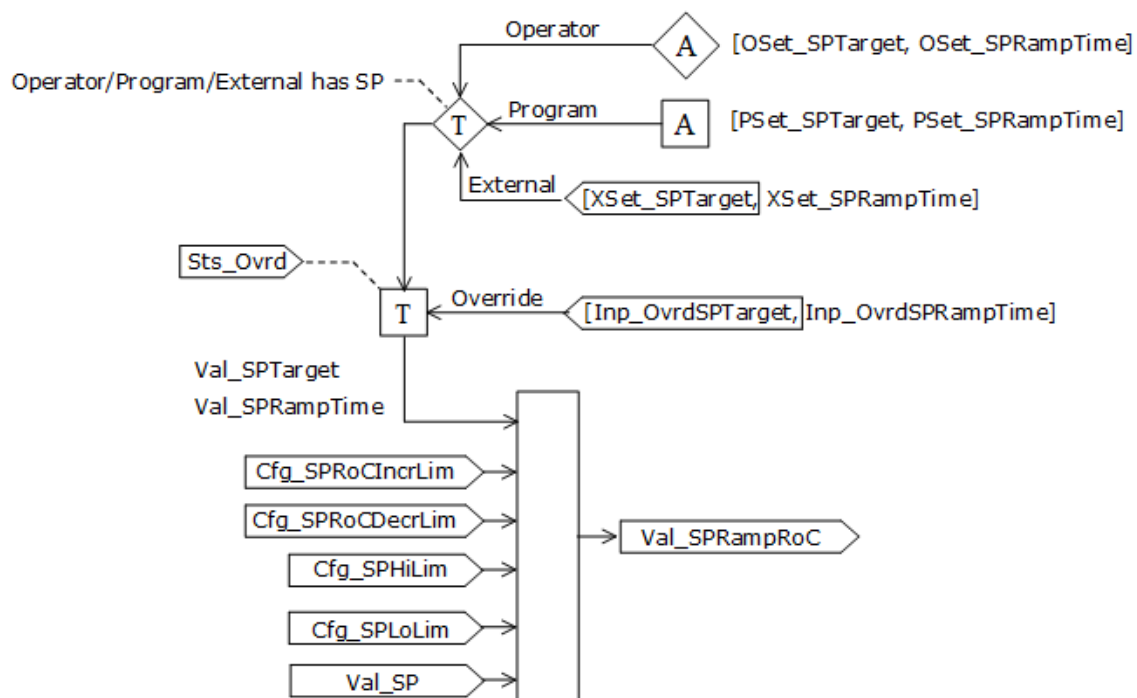 Operator
A
[OSet_SPTarget, OSet_SPRampTime]
Operator/Program/External has SP
T
Program
A
[PSet_SPTarget, PSet_SPRampTime]
External
[XSet_SPTarget, XSet_SPRampTime]
Sts_Ovrd
T
Override
[Inp_OvrdSPTarget, Inp_OvrdSPRampTime]
Val_SPTarget
Val_SPRampTime
Cfg_SPRoCIncrLim
Cfg_SPRoCDecrLim
Val_SPRampRoC
Cfg_SPHiLim
Cfg_SPLoLim
Val_SP